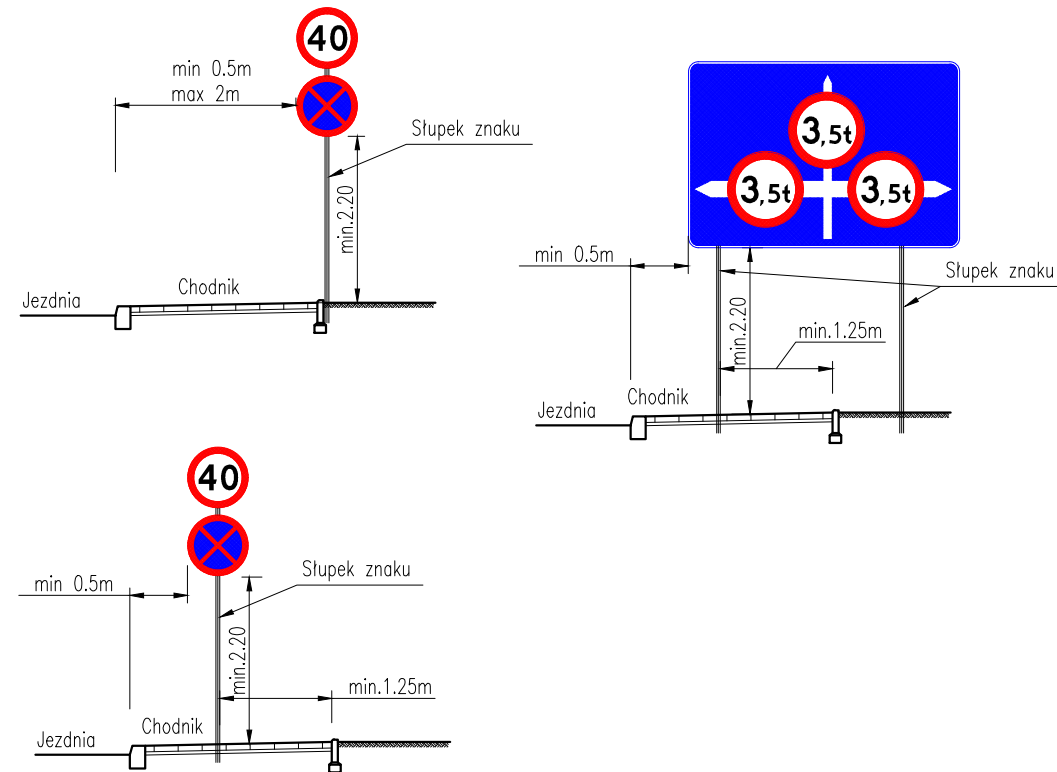 40
min 0.5m
max 2m
Słupek znaku
min.2.20
Chodnik
Jezdnia
3,5t
3,5t
3,5t
min 0.5m
Słupek znaku
min.2.20
min.1.25m
Chodnik
Jezdnia
40
min 0.5m
Słupek znaku
min.2.20
min.1.25m
Chodnik
Jezdnia